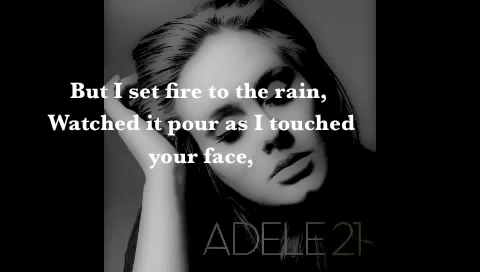 But I set fire to the rain,
Watched it pour as I touched
your face,
ADELE 21